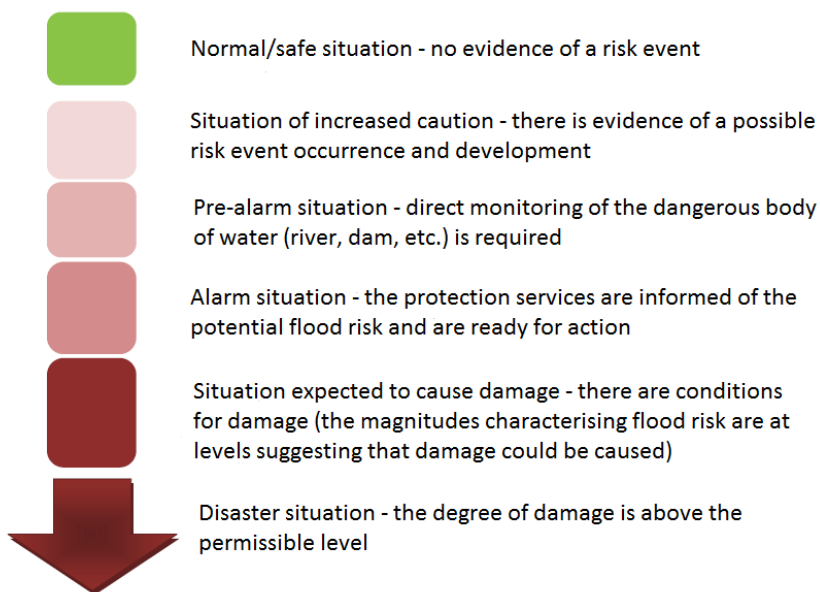 Normal/safe situation - no evidence of a risk event
Situation of increased caution - there is evidence of a possible
risk event occurrence and development
Pre-alarm situation - direct monitoring of the dangerous body
of water (river, dam, etc.) is required
Alarm situation - the protection services are informed of the
potential flood risk and are ready for action
Situation expected to cause damage - there are conditions
for damage (the magnitudes characterising flood risk are at
levels suggesting that damage could be caused)
Disaster situation - the degree of damage is above the
permissible level